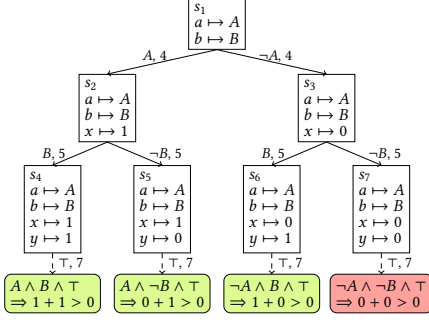 s₁
a ↦ A
b ↦ B
A, 4
¬A, 4
s₂
a ↦ A
b ↦ B
x ↦ 1
s₃
a ↦ A
b ↦ B
x ↦ 0
B, 5
¬B, 5
B, 5
¬B, 5
s₄
a ↦ A
b ↦ B
x ↦ 1
y ↦ 1
s₅
a ↦ A
b ↦ B
x ↦ 1
y ↦ 0
s₆
a ↦ A
b ↦ B
x ↦ 0
y ↦ 1
s₇
a ↦ A
b ↦ B
x ↦ 0
y ↦ 0
⊤, 7
⊤, 7
⊤, 7
⊤, 7
A ∧ B ∧ ⊤
⇒ 1 + 1 > 0
A ∧ ¬B ∧ ⊤
⇒ 0 + 1 > 0
¬A ∧ B ∧ ⊤
⇒ 1 + 0 > 0
¬A ∧ ¬B ∧ ⊤
⇒ 0 + 0 > 0